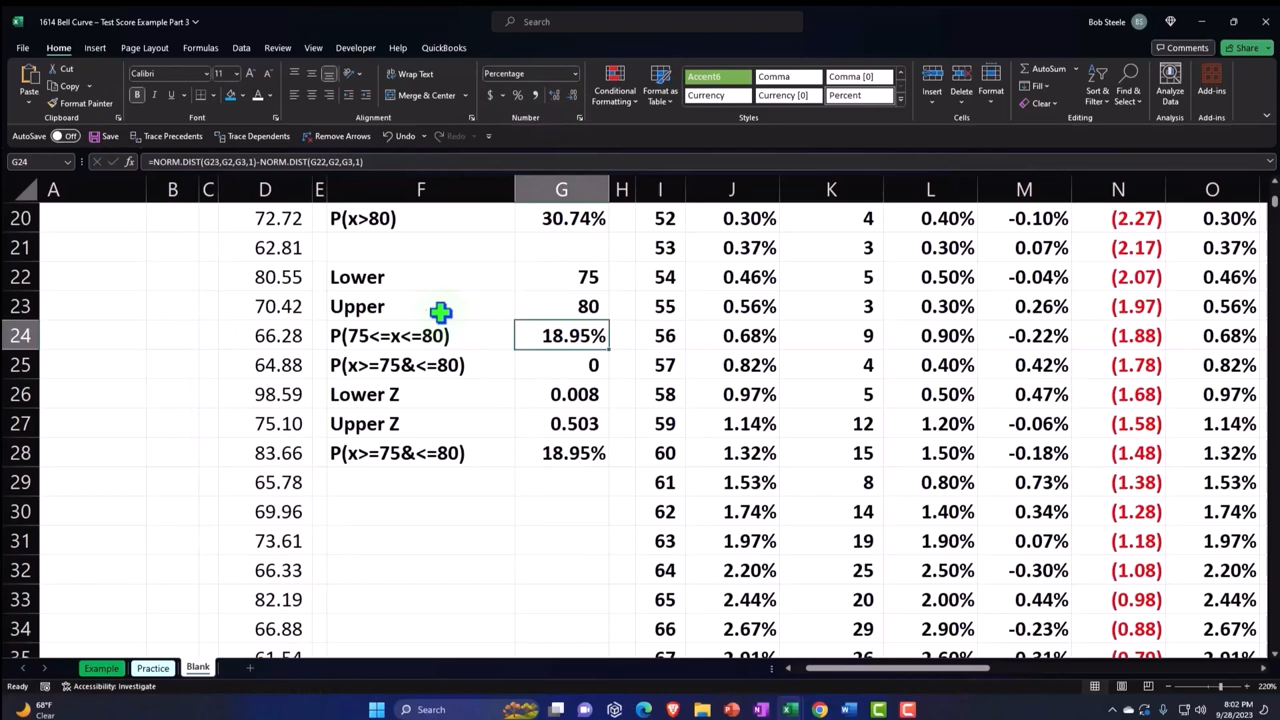 1614 Bell Curve – Test Score Example Part 3
Search
Bob Steele BS
File Home Insert Page Layout Formulas Data Review View Developer Help QuickBooks
Comments Share
Paste Cut Copy Format Painter
Clipboard
Calibri 11
B I U
Font
Wrap Text
Merge & Center
Alignment
Percentage
Number
Conditional Formatting Format as Table
Accent6 Comma Comma [0]
Currency Currency [0] Percent
Styles
Insert Delete Format
Cells
AutoSum
Fill
Clear
Sort & Filter Find & Select
Editing
Analyze Data
Analysis
Add-ins
Add-ins
AutoSave Off Save Trace Precedents Trace Dependents Remove Arrows Undo Redo
G24 fx =NORM.DIST(G23,G2,G3,1)-NORM.DIST(G22,G2,G3,1)
A B C D E F G H I J K L M N O
20 72.72 P(x>80) 30.74% 52 0.30% 4 0.40% -0.10% (2.27) 0.30%
21 62.81 53 0.37% 3 0.30% 0.07% (2.17) 0.37%
22 80.55 Lower 75 54 0.46% 5 0.50% -0.04% (2.07) 0.46%
23 70.42 Upper 80 55 0.56% 3 0.30% 0.26% (1.97) 0.56%
24 66.28 P(75<=x<=80) 18.95% 56 0.68% 9 0.90% -0.22% (1.88) 0.68%
25 64.88 P(x>=75&<=80) 0 57 0.82% 4 0.40% 0.42% (1.78) 0.82%
26 98.59 Lower Z 0.008 58 0.97% 5 0.50% 0.47% (1.68) 0.97%
27 75.10 Upper Z 0.503 59 1.14% 12 1.20% -0.06% (1.58) 1.14%
28 83.66 P(x>=75&<=80) 18.95% 60 1.32% 15 1.50% -0.18% (1.48) 1.32%
29 65.78 61 1.53% 8 0.80% 0.73% (1.38) 1.53%
30 69.96 62 1.74% 14 1.40% 0.34% (1.28) 1.74%
31 73.61 63 1.97% 19 1.90% 0.07% (1.18) 1.97%
32 66.33 64 2.20% 25 2.50% -0.30% (1.08) 2.20%
33 82.19 65 2.44% 20 2.00% 0.44% (0.98) 2.44%
34 66.88 66 2.67% 29 2.90% -0.23% (0.88) 2.67%
Example Practice Blank
Ready Accessibility: Investigate 220%
68°F
Clear
Search
8:02 PM
9/28/2023